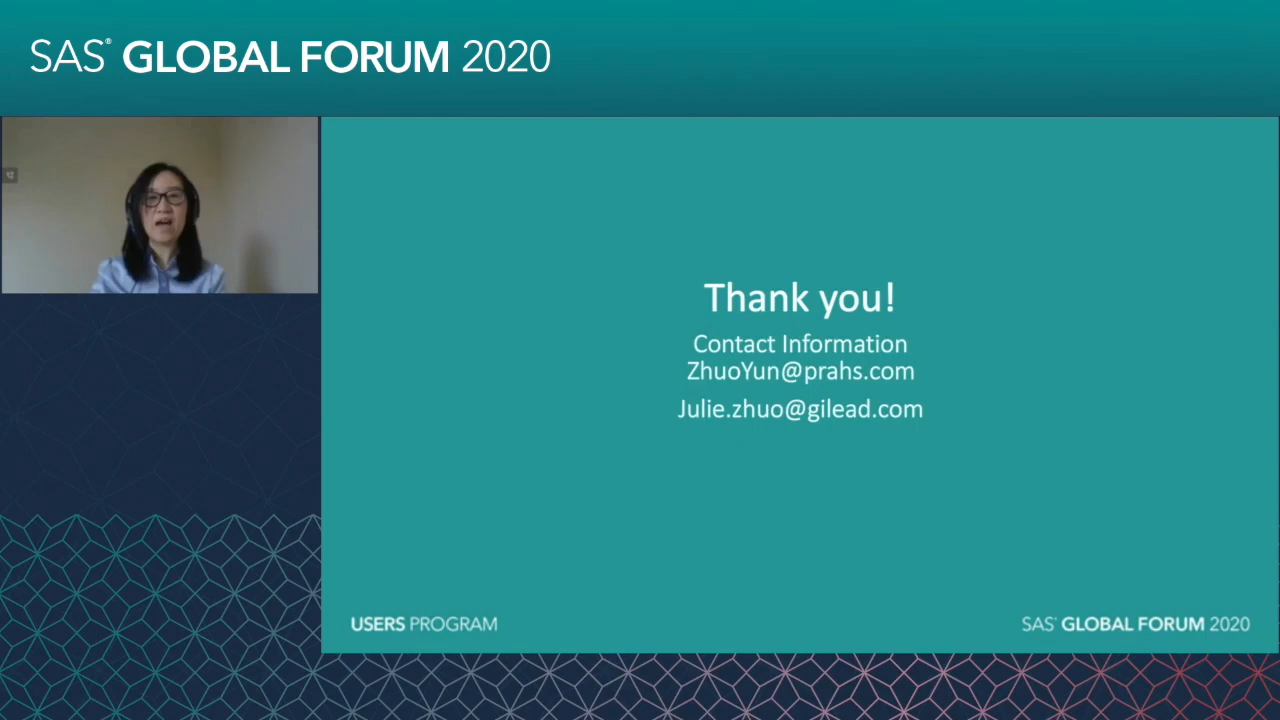 SAS® GLOBAL FORUM 2020
Thank you!
Contact Information
ZhuoYun@prahs.com
Julie.zhuo@gilead.com
USERS PROGRAM
SAS® GLOBAL FORUM 2020